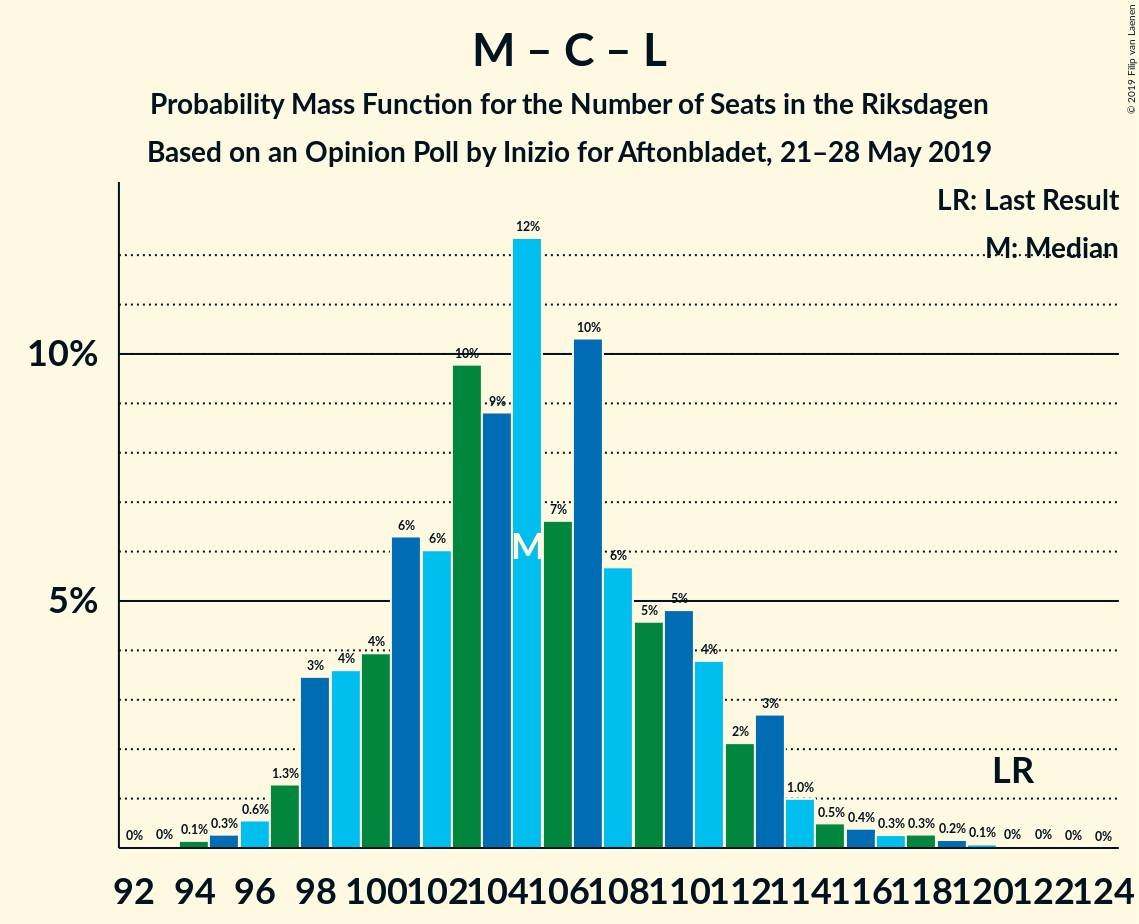 M – C – L
Probability Mass Function for the Number of Seats in the Riksdagen
Based on an Opinion Poll by Inizio for Aftonbladet, 21–28 May 2019
© 2019 Filip van Laenen
LR: Last Result
M: Median
10%
5%
0% 0% 0.1% 0.3% 0.6% 1.3% 3% 4% 4% 6% 6% 10% 9% 12% 7% 10% 6% 5% 5% 4% 2% 3% 1.0% 0.5% 0.4% 0.3% 0.3% 0.2% 0.1% 0% 0% 0% 0%
M
LR
92 94 96 98 100 102 104 106 108 110 112 114 116 118 120 122 124